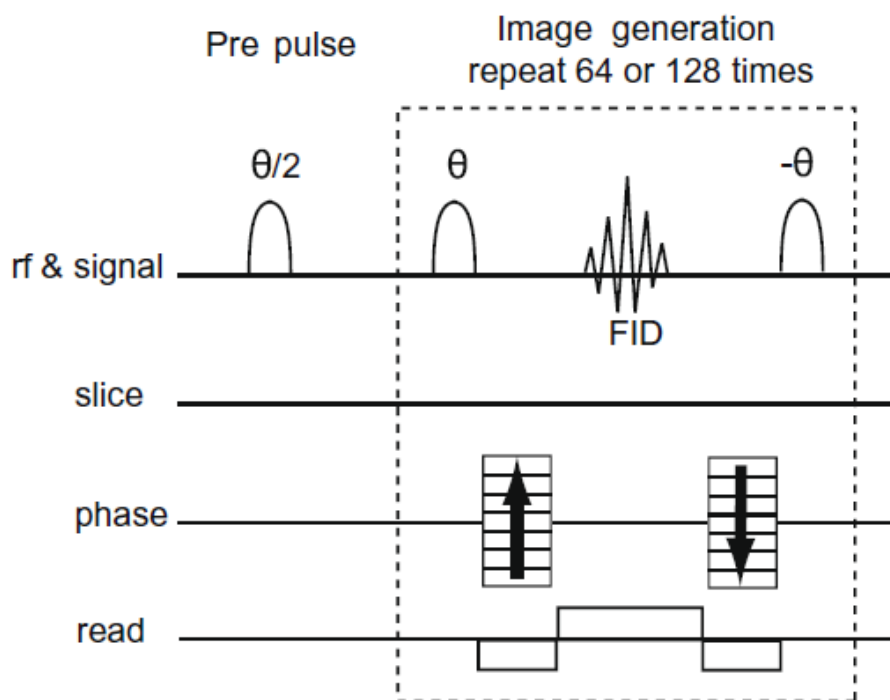 Pre pulse
Image generation
repeat 64 or 128 times
θ/2
θ
-θ
rf & signal
FID
slice
phase
read